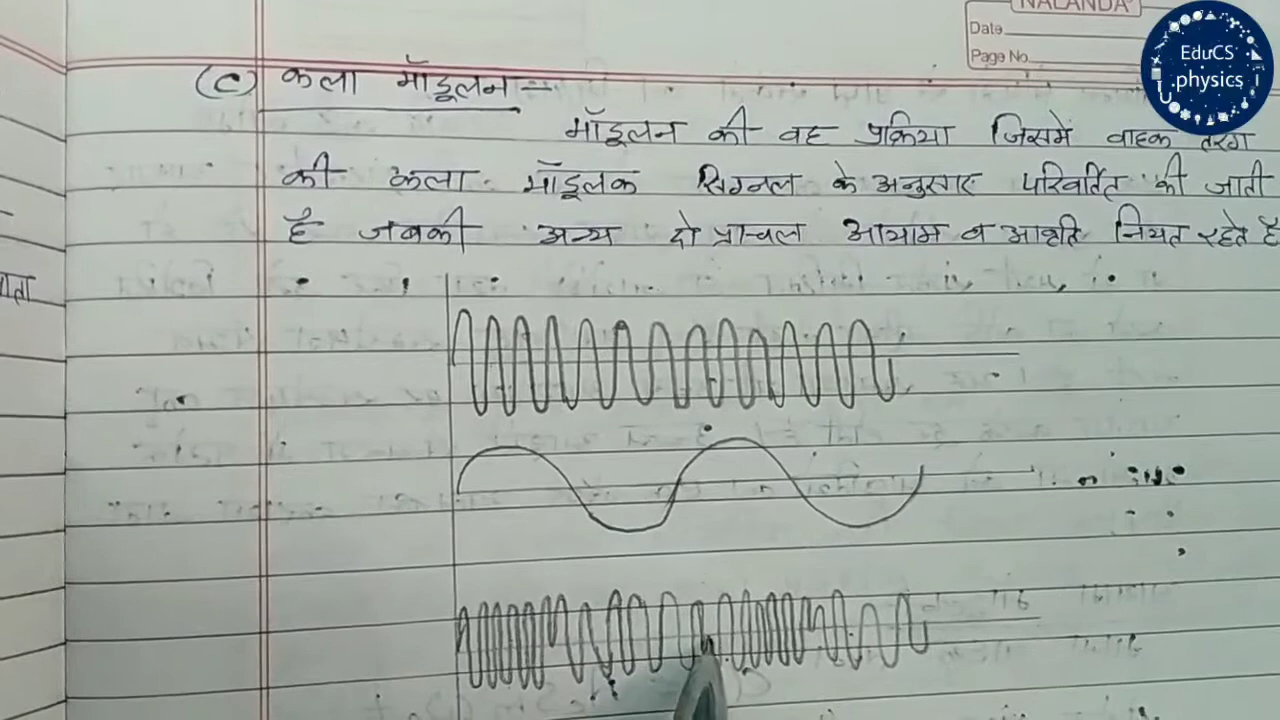 NALANDA
Date
Page No.
EduCS
physics
(c) कला मॉडूलन -
मॉडूलन की वह प्रक्रिया जिसमें वाहक तरंग
की कला मॉडूलक सिग्नल के अनुसार परिवर्तित की जाती
है जबकी अन्य दो प्राचल आयाम व आवृति नियत रहेते है